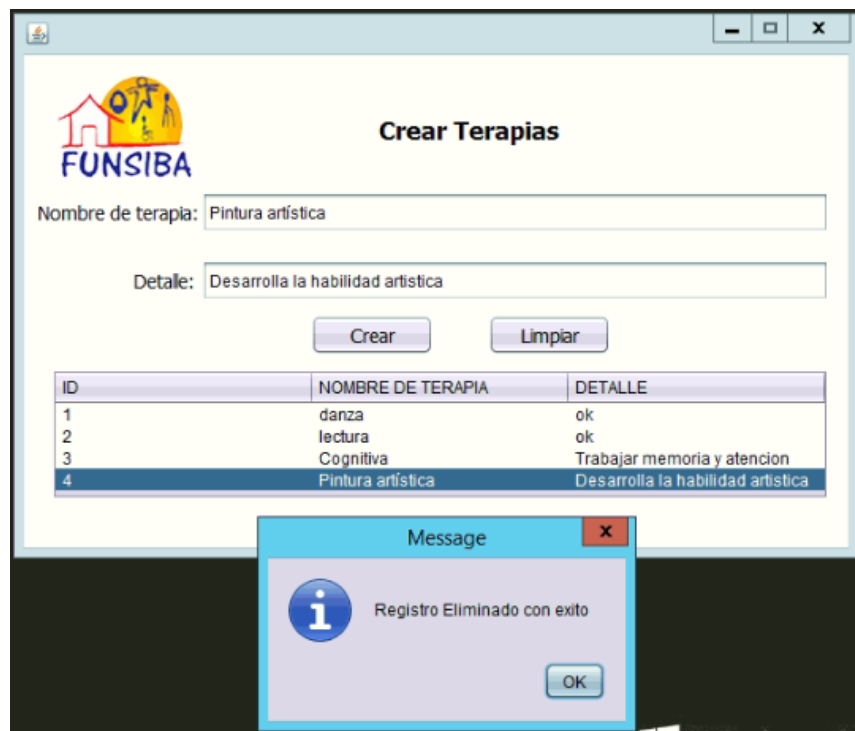 FUNSIBA
Crear Terapias
Nombre de terapia: Pintura artística
Detalle: Desarrolla la habilidad artistica
Crear Limpiar
ID NOMBRE DE TERAPIA DETALLE
1 danza ok
2 lectura ok
3 Cognitiva Trabajar memoria y atencion
4 Pintura artística Desarrolla la habilidad artistica
Message
Registro Eliminado con exito
OK